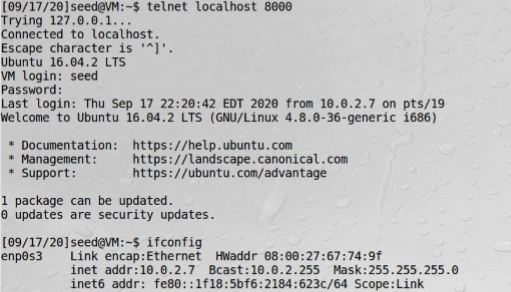 [09/17/20]seed@VM:~$ telnet localhost 8000
Trying 127.0.0.1...
Connected to localhost.
Escape character is '^]'.
Ubuntu 16.04.2 LTS
VM login: seed
Password:
Last login: Thu Sep 17 22:20:42 EDT 2020 from 10.0.2.7 on pts/19
Welcome to Ubuntu 16.04.2 LTS (GNU/Linux 4.8.0-36-generic i686)
* Documentation:  https://help.ubuntu.com
* Management:     https://landscape.canonical.com
* Support:        https://ubuntu.com/advantage
1 package can be updated.
0 updates are security updates.
[09/17/20]seed@VM:~$ ifconfig
enp0s3    Link encap:Ethernet  HWaddr 08:00:27:67:74:9f
inet addr:10.0.2.7  Bcast:10.0.2.255  Mask:255.255.255.0
inet6 addr: fe80::1f18:5bf6:2184:623c/64 Scope:Link